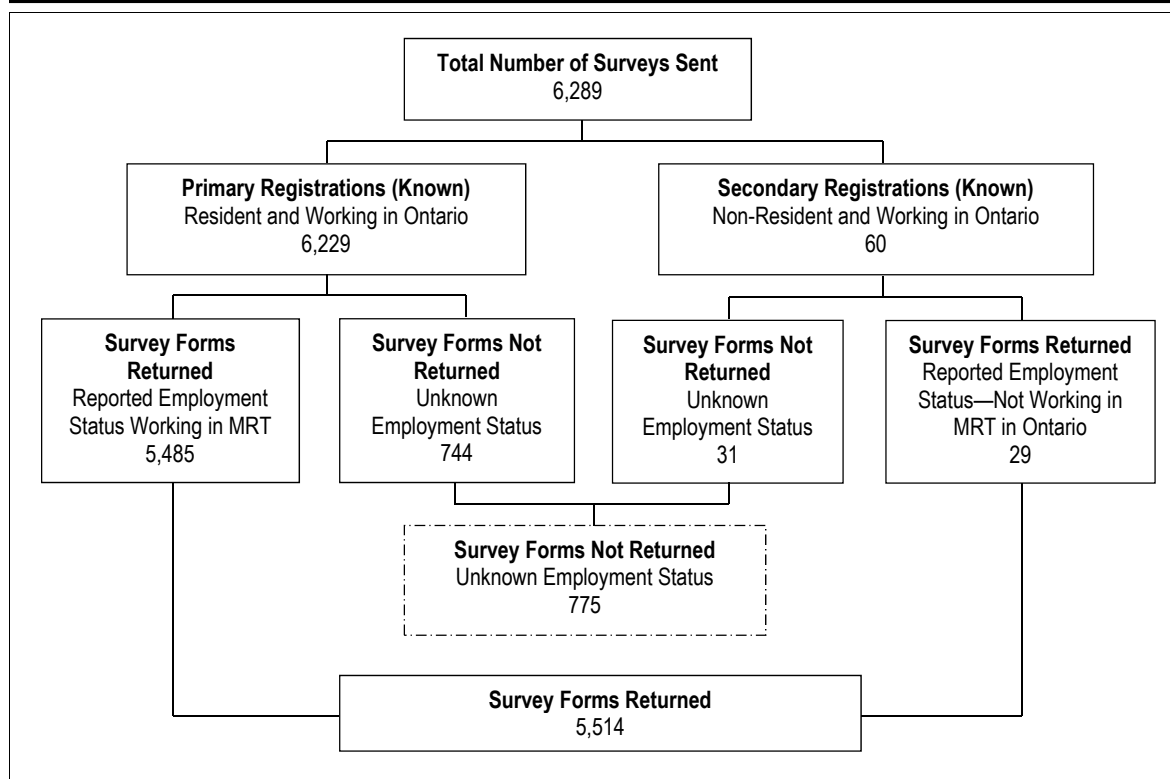 Total Number of Surveys Sent
6,289
Primary Registrations (Known)
Resident and Working in Ontario
6,229
Secondary Registrations (Known)
Non-Resident and Working in Ontario
60
Survey Forms
Returned
Reported Employment
Status Working in MRT
5,485
Survey Forms Not
Returned
Unknown
Employment Status
744
Survey Forms Not
Returned
Unknown
Employment Status
31
Survey Forms Returned
Reported Employment
Status—Not Working in
MRT in Ontario
29
Survey Forms Not Returned
Unknown Employment Status
775
Survey Forms Returned
5,514